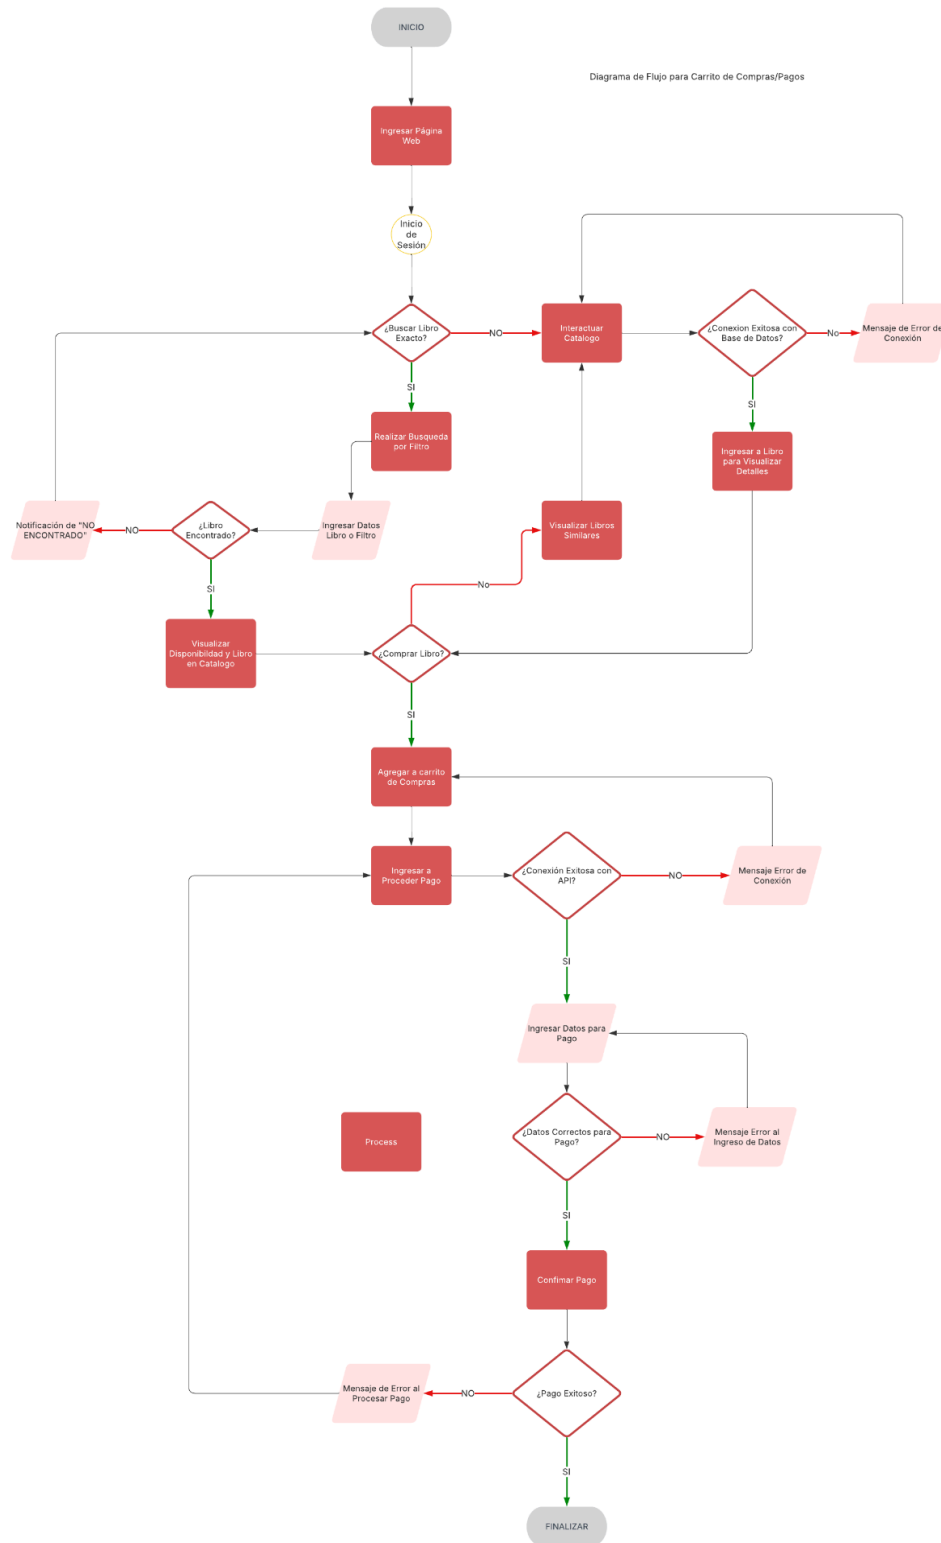 INICIO
Diagrama de Flujo para Carrito de Compras/Pagos
Ingresar Página
Web
Inicio
de
Sesión
¿Buscar Libro
Exacto?
NO
Interactuar
Catalogo
¿Conexion Exitosa con
Base de Datos?
No
Mensaje de Error de
Conexión
SI
Realizar Busqueda
por Filtro
SI
Ingresar a Libro
para Visualizar
Detalles
Notificación de "NO
ENCONTRADO"
NO
¿Libro
Encontrado?
Ingresar Datos
Libro o Filtro
Visualizar Libros
Similares
SI
No
Visualizar
Disponibildad y Libro
en Catalogo
¿Comprar Libro?
SI
Agregar a carrito
de Compras
Ingresar a
Proceder Pago
¿Conexión Exitosa con
API?
NO
Mensaje Error de
Conexión
SI
Ingresar Datos para
Pago
Process
¿Datos Correctos para
Pago?
NO
Mensaje Error al
Ingreso de Datos
SI
Confimar Pago
Mensaje de Error al
Procesar Pago
NO
¿Pago Exitoso?
SI
FINALIZAR